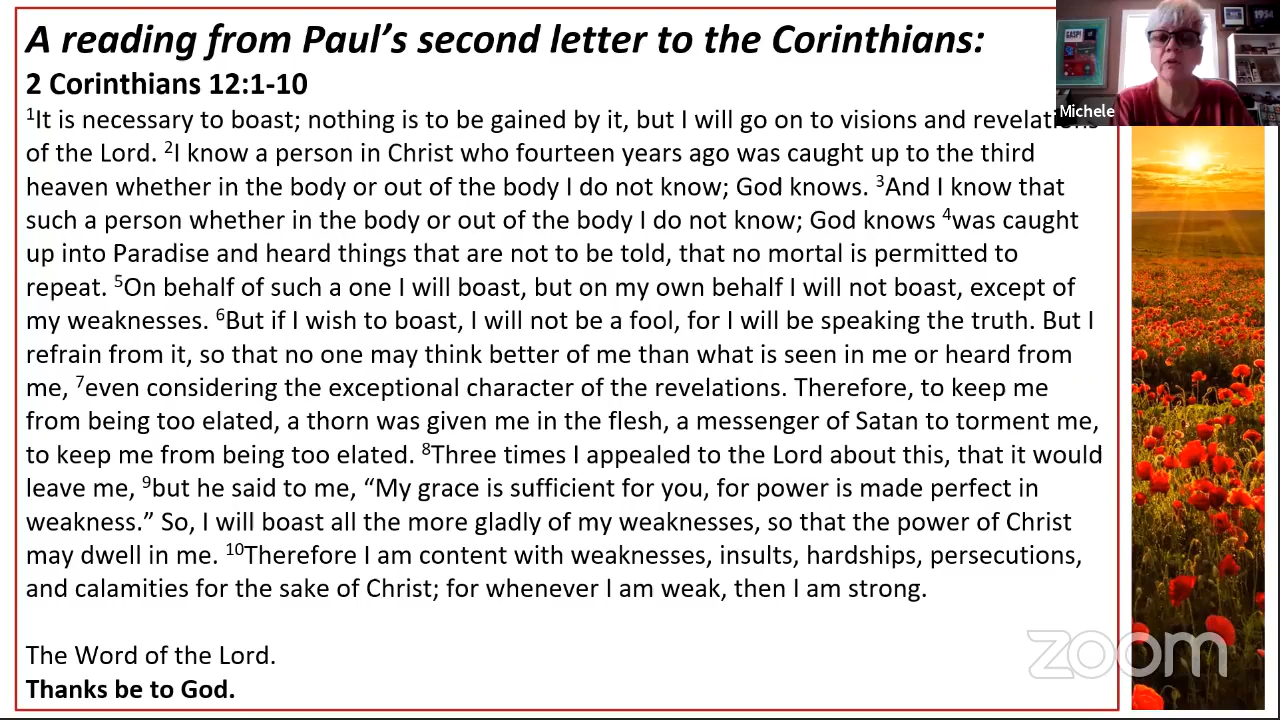 A reading from Paul’s second letter to the Corinthians:
2 Corinthians 12:1-10
¹It is necessary to boast; nothing is to be gained by it, but I will go on to visions and revelations
of the Lord. ²I know a person in Christ who fourteen years ago was caught up to the third
heaven whether in the body or out of the body I do not know; God knows. ³And I know that
such a person whether in the body or out of the body I do not know; God knows ⁴was caught
up into Paradise and heard things that are not to be told, that no mortal is permitted to
repeat. ⁵On behalf of such a one I will boast, but on my own behalf I will not boast, except of
my weaknesses. ⁶But if I wish to boast, I will not be a fool, for I will be speaking the truth. But I
refrain from it, so that no one may think better of me than what is seen in me or heard from
me, ⁷even considering the exceptional character of the revelations. Therefore, to keep me
from being too elated, a thorn was given me in the flesh, a messenger of Satan to torment me,
to keep me from being too elated. ⁸Three times I appealed to the Lord about this, that it would
leave me, ⁹but he said to me, “My grace is sufficient for you, for power is made perfect in
weakness.” So, I will boast all the more gladly of my weaknesses, so that the power of Christ
may dwell in me. ¹⁰Therefore I am content with weaknesses, insults, hardships, persecutions,
and calamities for the sake of Christ; for whenever I am weak, then I am strong.
The Word of the Lord.
Thanks be to God.
GASP!
1954
Michele
zoom